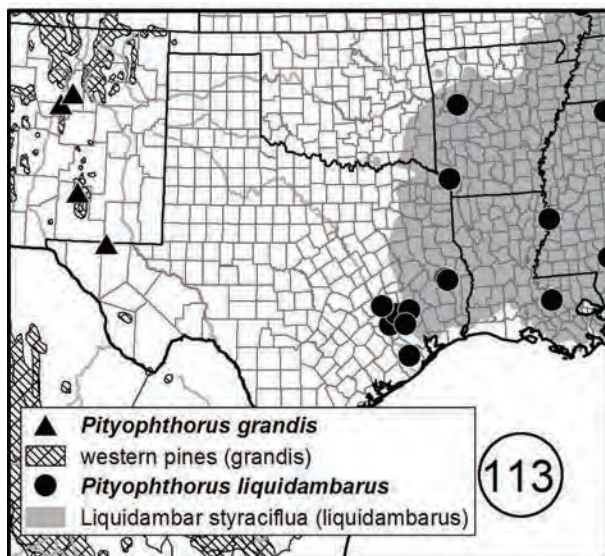 Pityophthorus grandis
western pines (grandis)
Pityophthorus liquidambarus
Liquidambar styraciflua (liquidambarus)
113